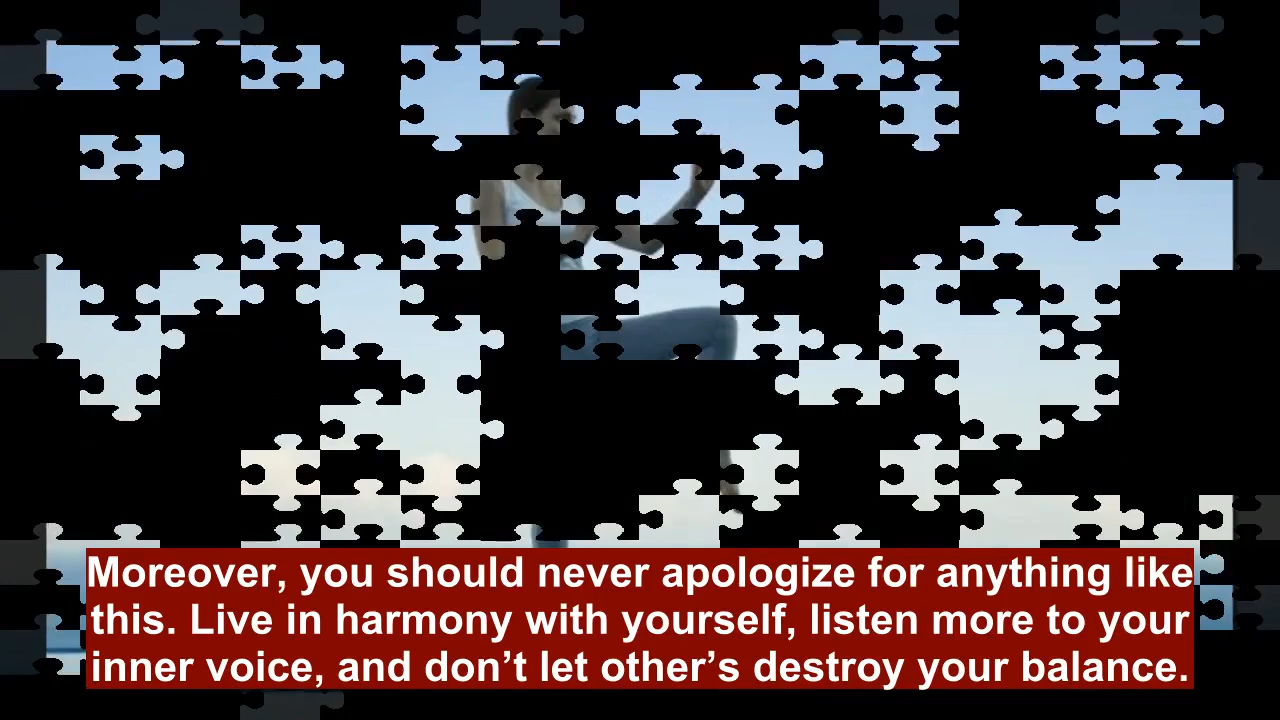 Moreover, you should never apologize for anything like
this. Live in harmony with yourself, listen more to your
inner voice, and don’t let other’s destroy your balance.